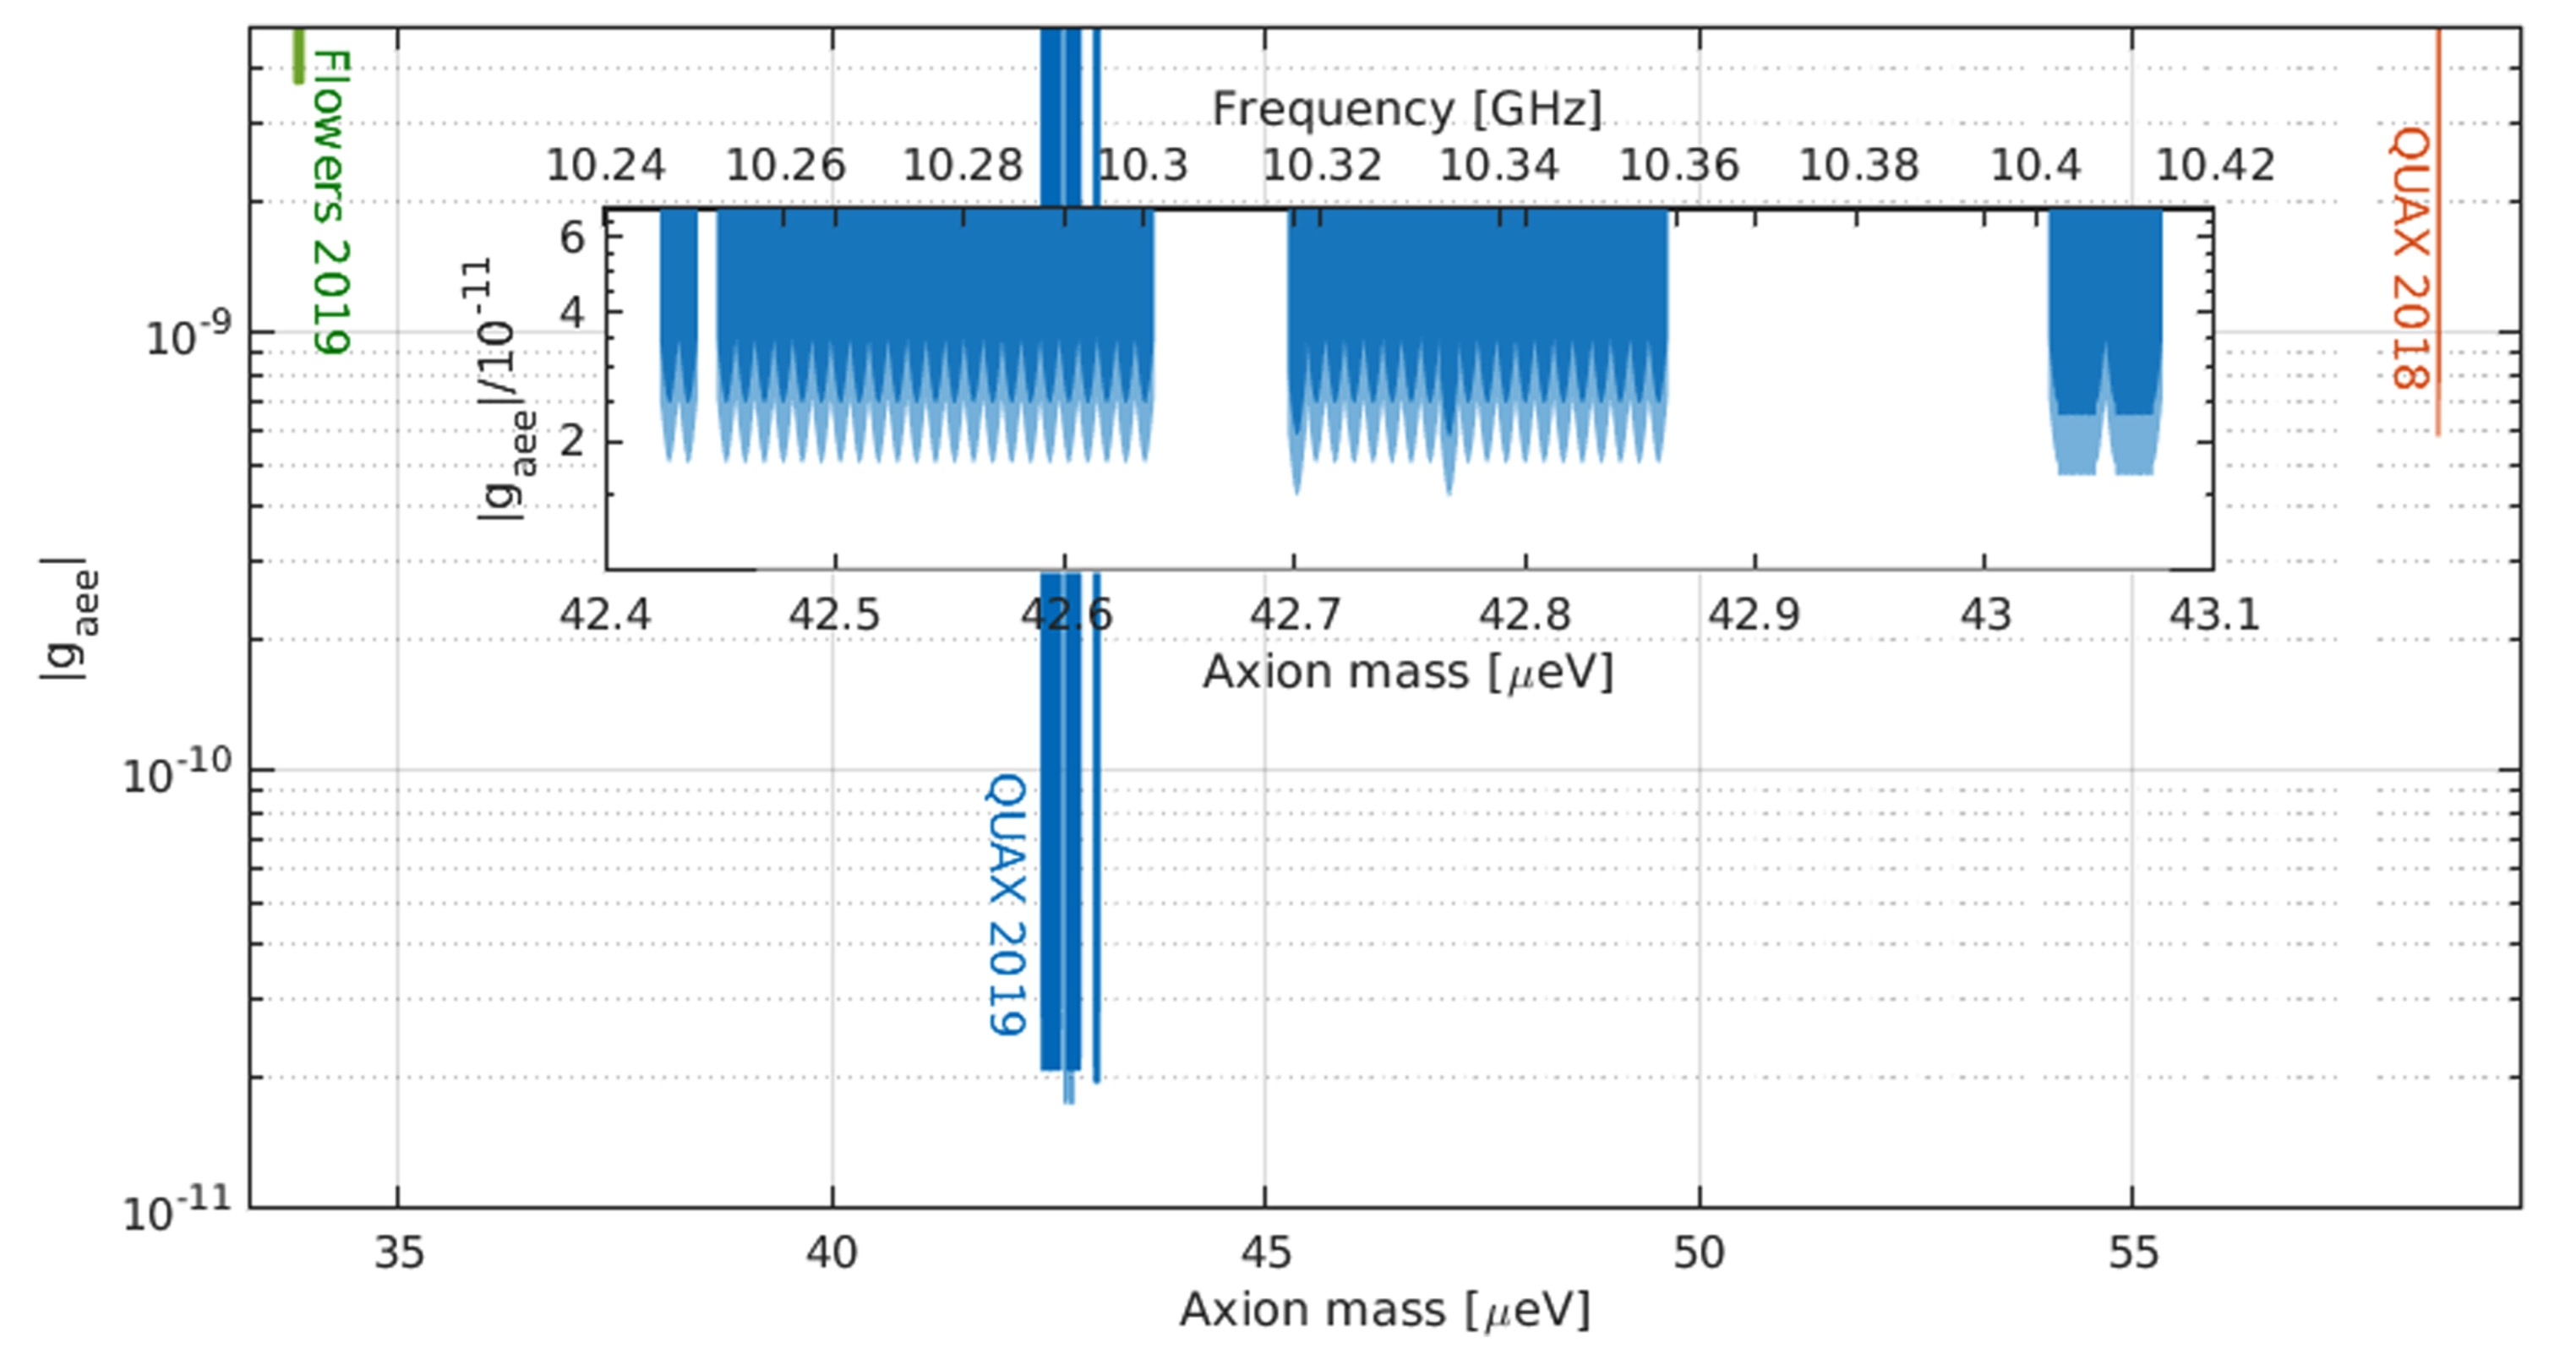 Flowers 2019
Frequency [GHz]
10.24 10.26 10.28 10.3 10.32 10.34 10.36 10.38 10.4 10.42
QUAX 2018
6
4
2
|g_aee|/10^-11
42.4 42.5 42.6 42.7 42.8 42.9 43 43.1
Axion mass [μeV]
10^-9
10^-10
10^-11
|g_aee|
QUAX 2019
35 40 45 50 55
Axion mass [μeV]